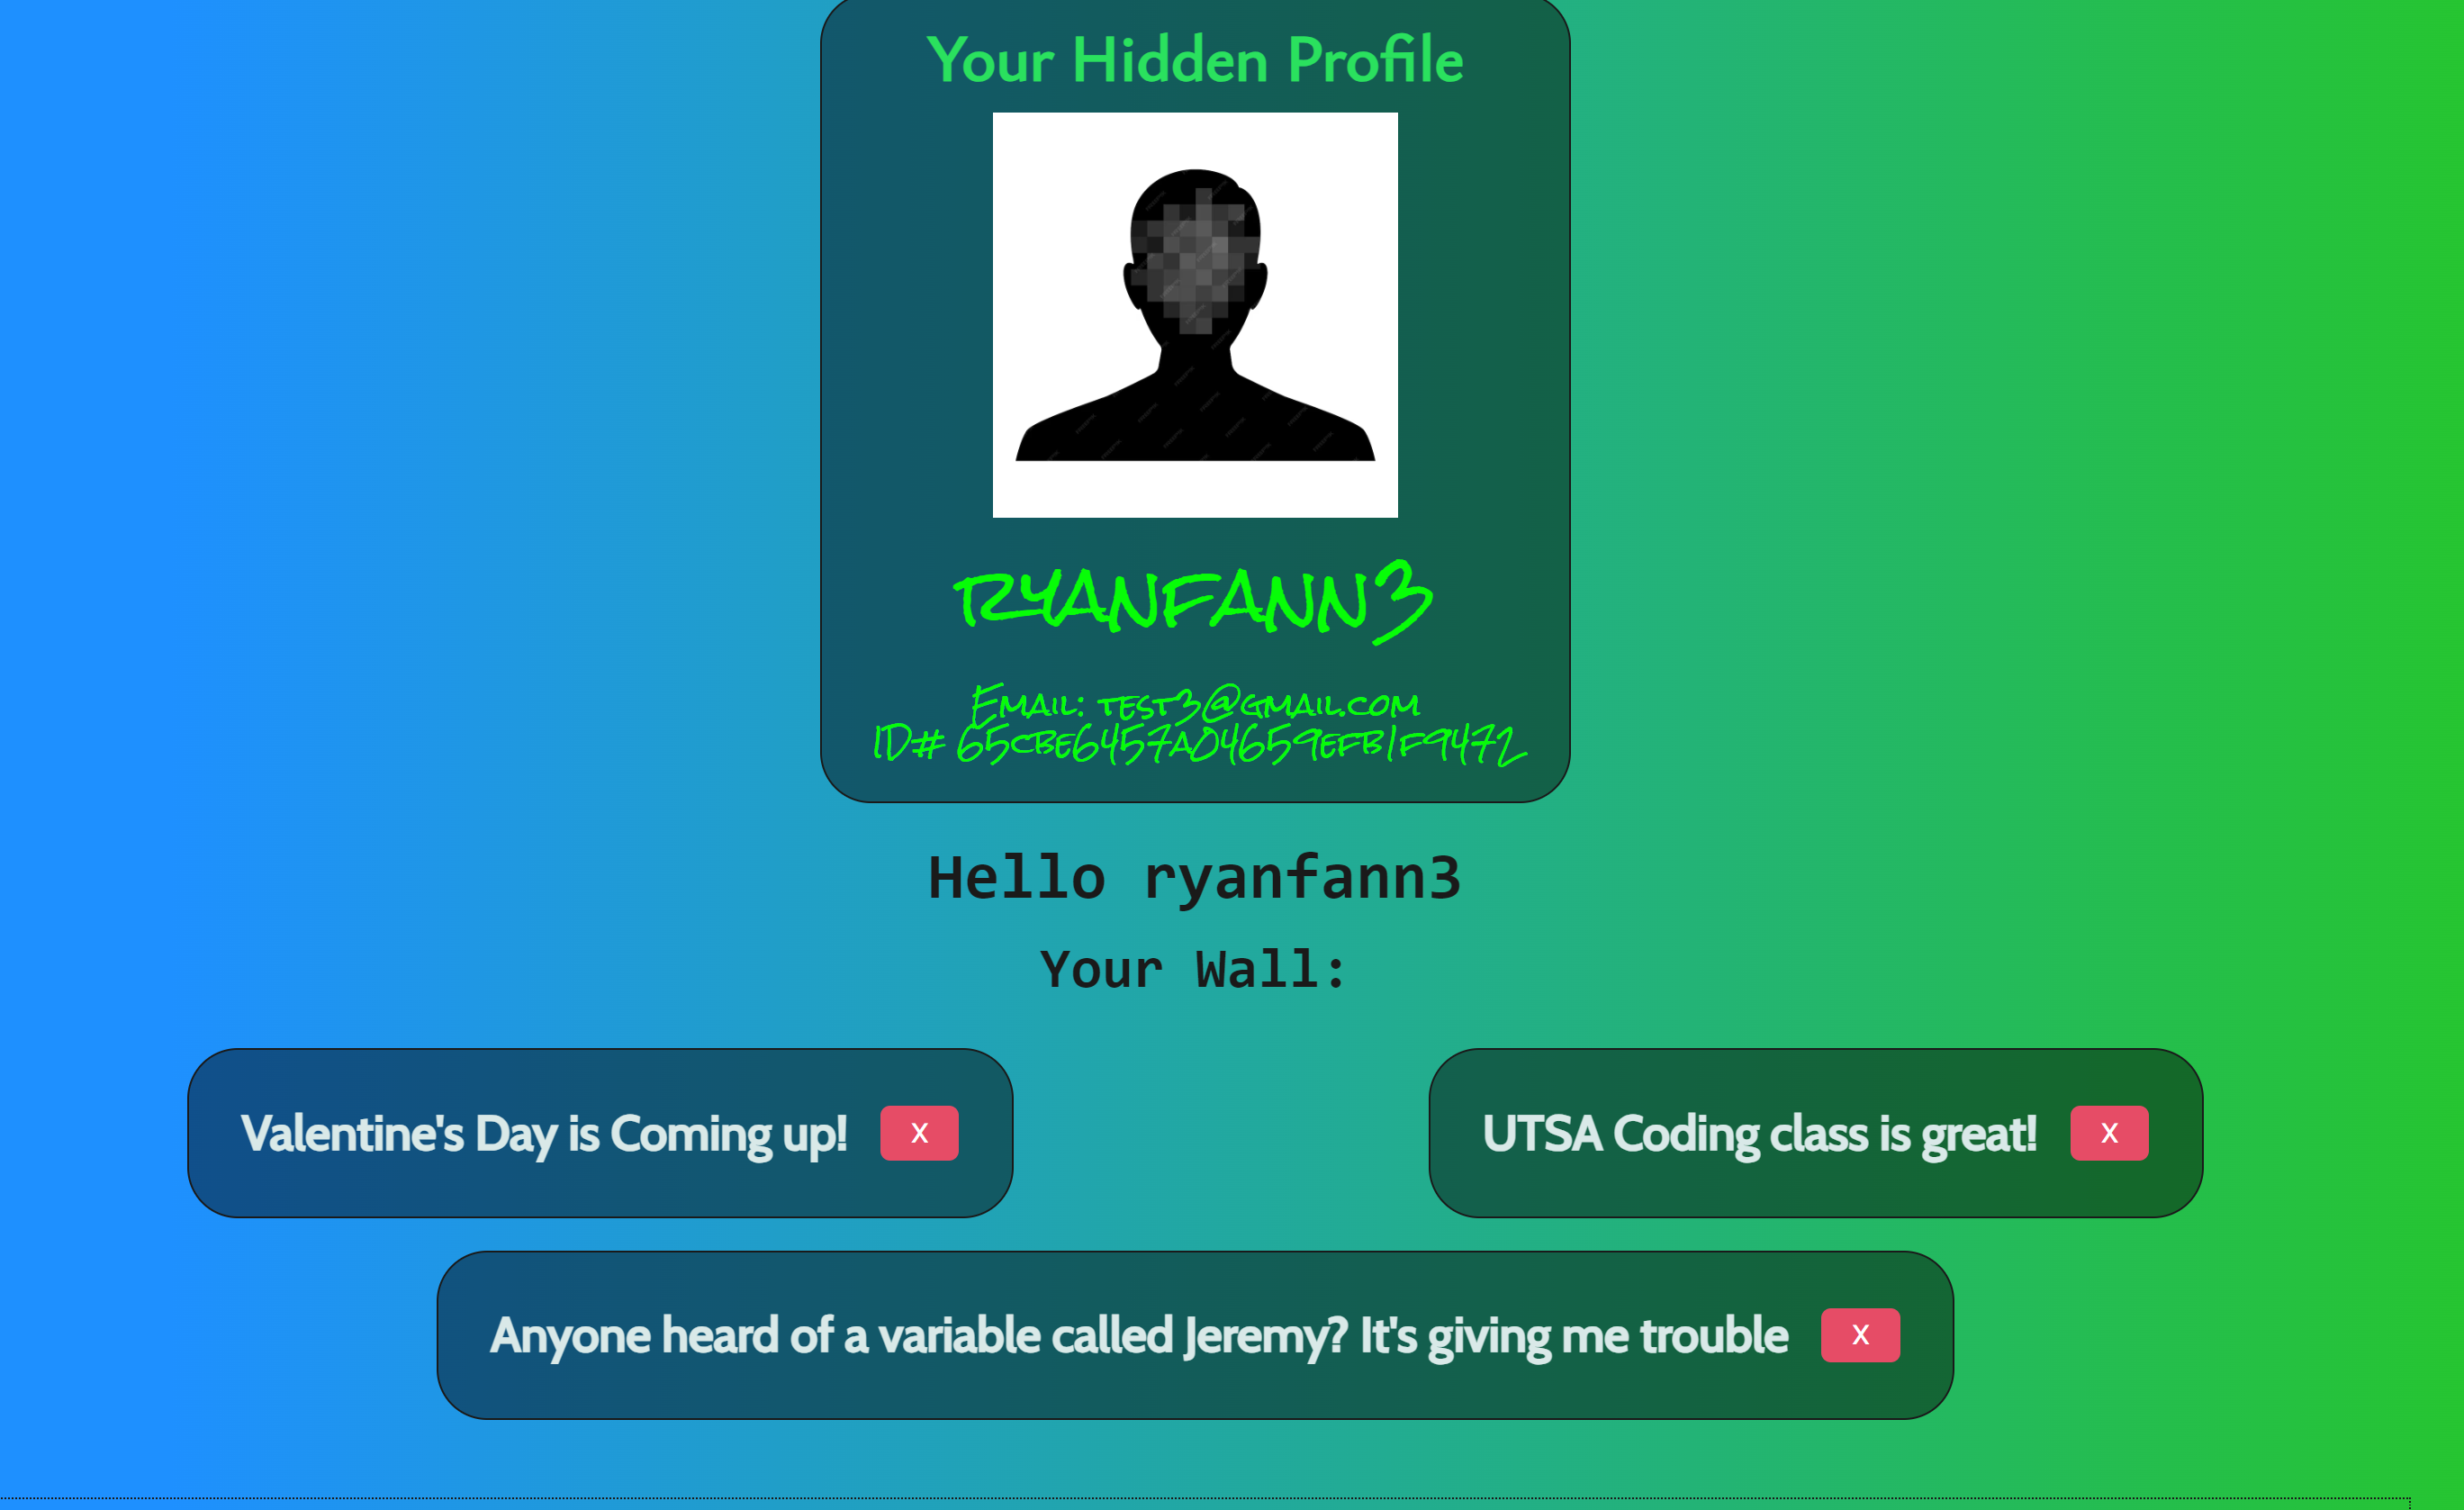 Your Hidden Profile
ryanfann3
Email: test3@gmail.com
ID# 65cbe6457a04659efb1f9472
Hello ryanfann3
Your Wall:
Valentine's Day is Coming up! X
UTSA Coding class is great! X
Anyone heard of a variable called Jeremy? It's giving me trouble X